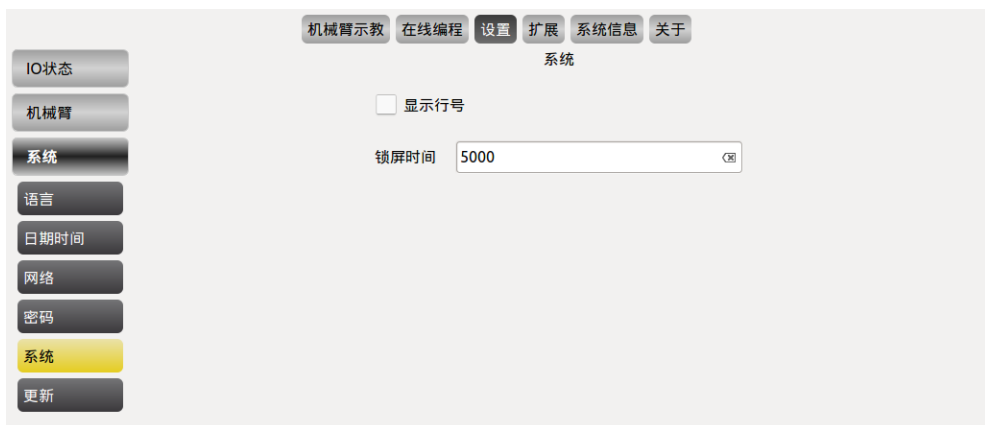 机械臂示教 在线编程 设置 扩展 系统信息 关于
系统
IO状态
机械臂
系统
语言
日期时间
网络
密码
系统
更新
显示行号
锁屏时间 5000